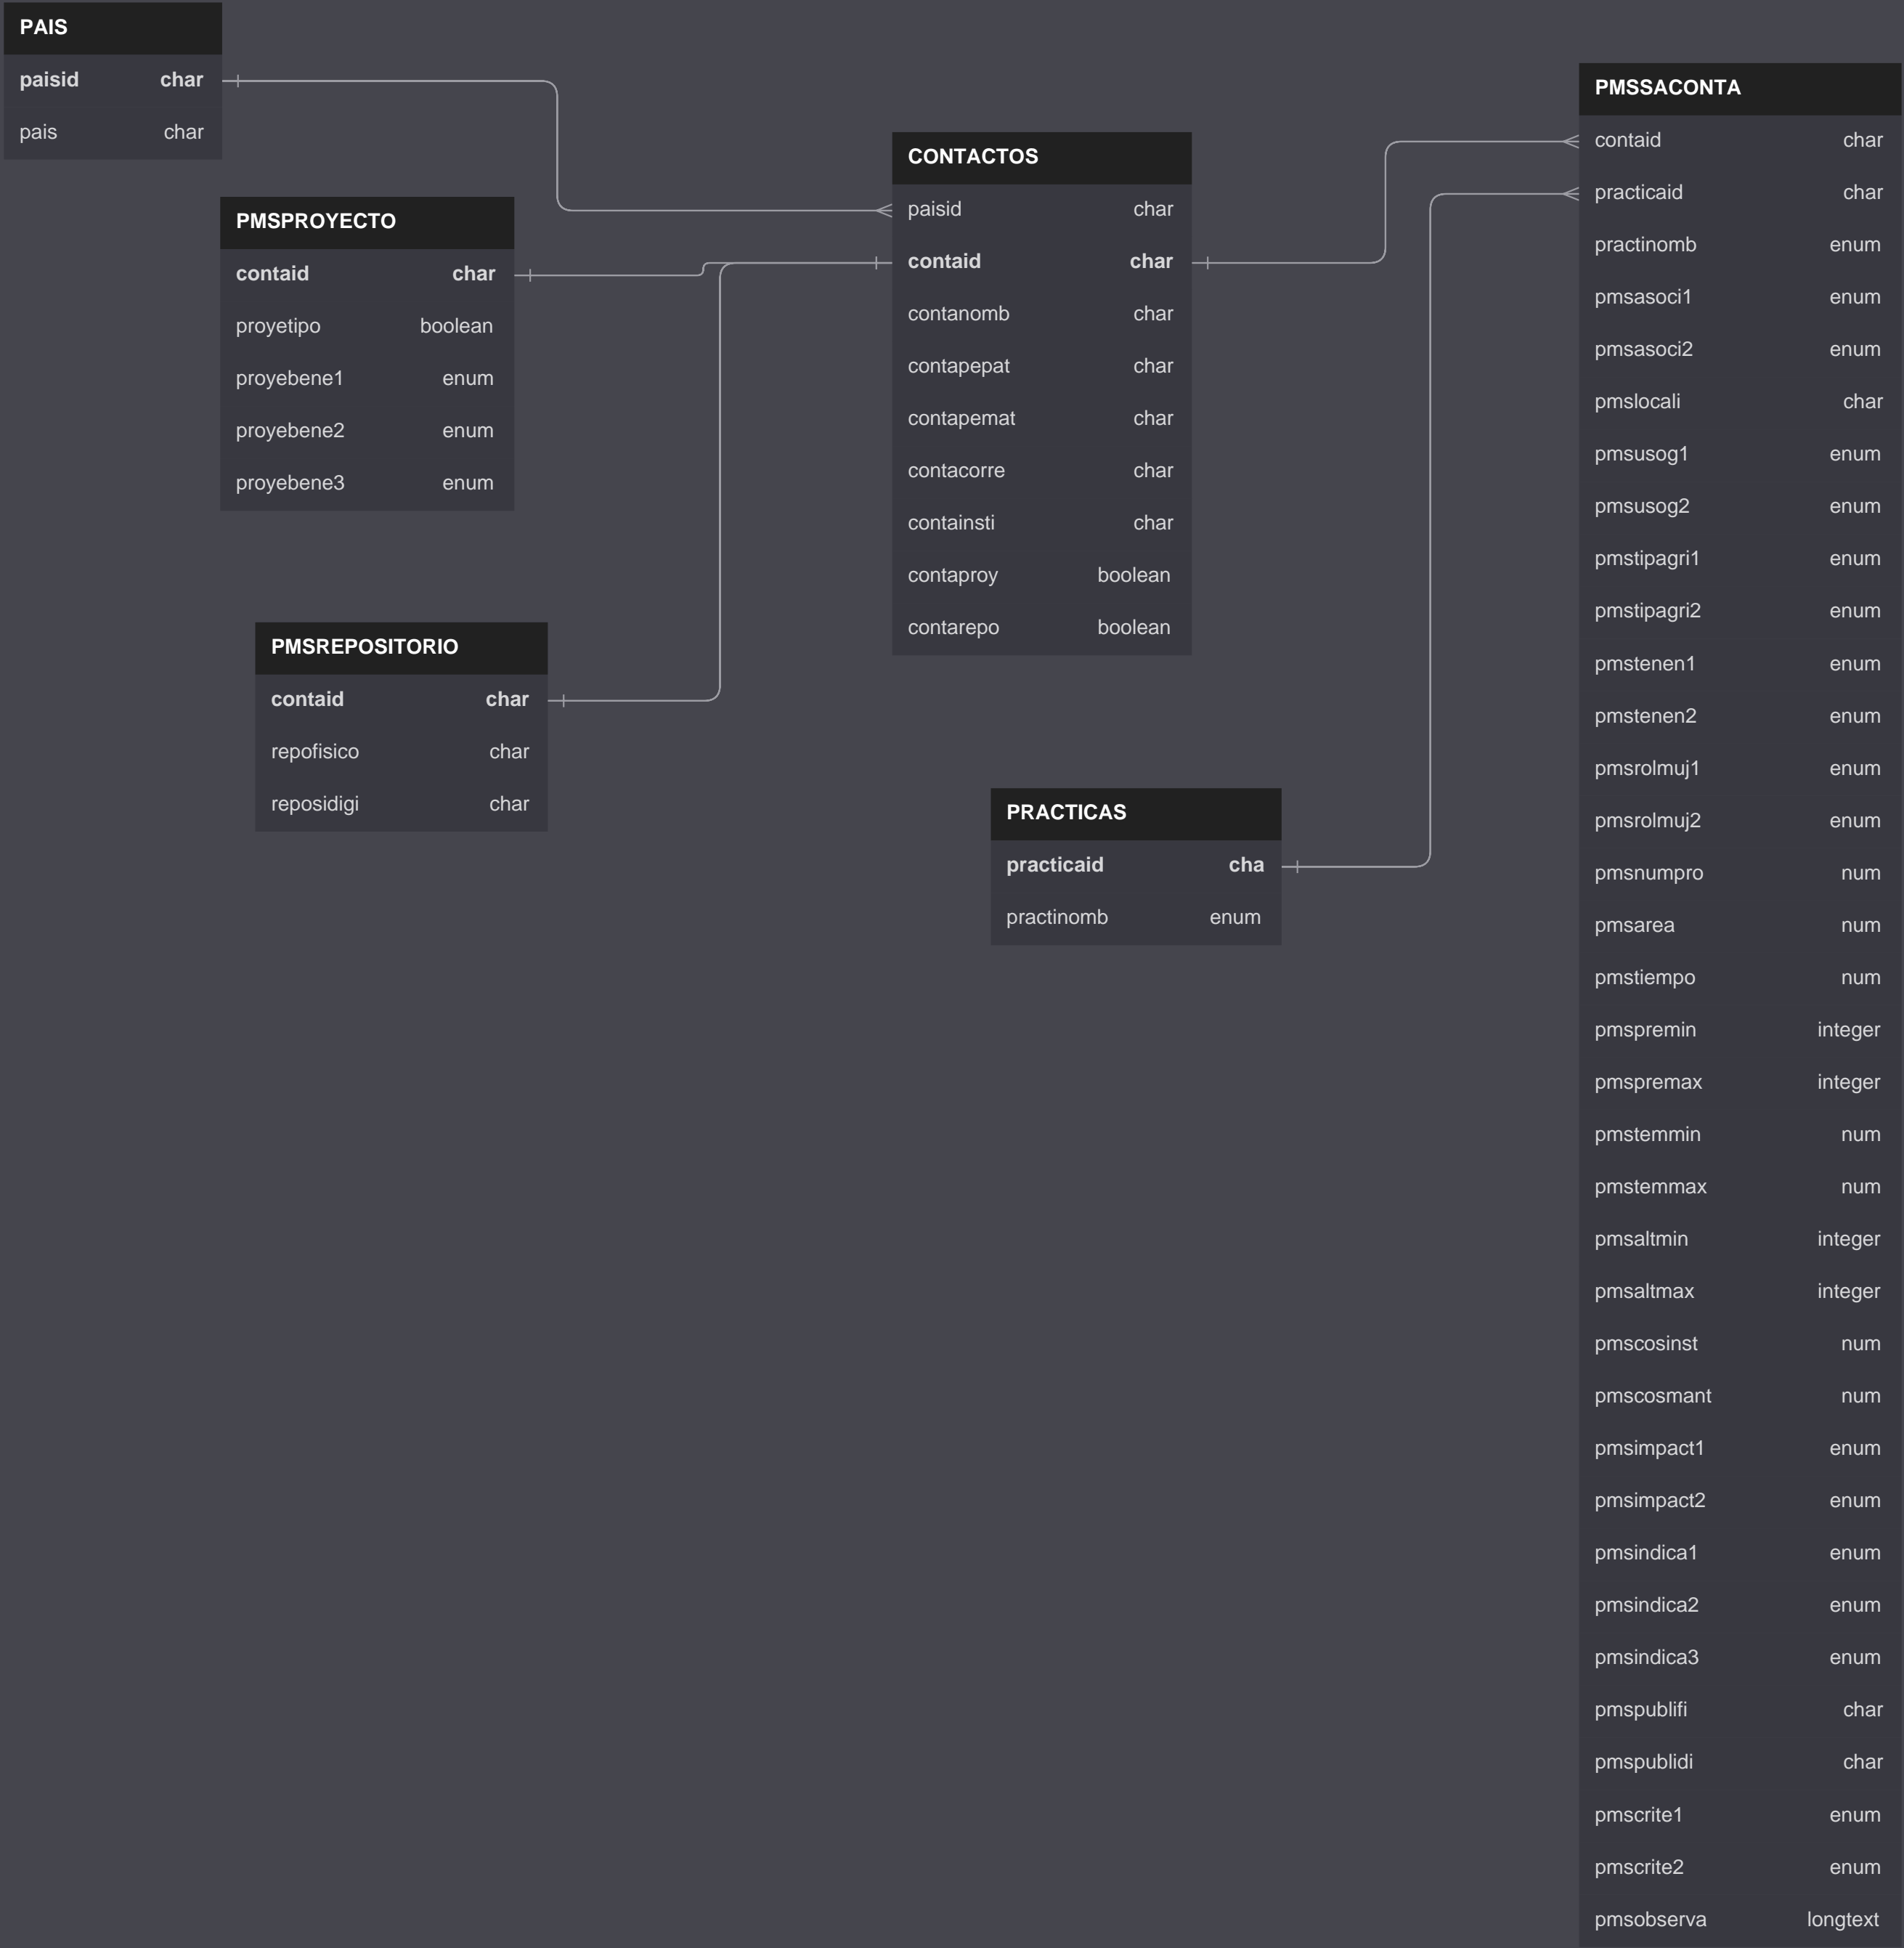 PAIS
paisid char
pais char
PMSPROYECTO
contaid char
proyetipo boolean
proyebene1 enum
proyebene2 enum
proyebene3 enum
PMSREPOSITORIO
contaid char
repofisico char
reposidigi char
CONTACTOS
paisid char
contaid char
contanomb char
contapepat char
contapemat char
contacorre char
containsti char
contaproy boolean
contarepo boolean
PRACTICAS
practicaid cha
practinomb enum
PMSSACONTA
contaid char
practicaid char
practinomb enum
pmsasoci1 enum
pmsasoci2 enum
pmslocali char
pmsusog1 enum
pmsusog2 enum
pmstipagri1 enum
pmstipagri2 enum
pmstenen1 enum
pmstenen2 enum
pmsrolmuj1 enum
pmsrolmuj2 enum
pmsnumpro num
pmsarea num
pmstiempo num
pmspremin integer
pmspremax integer
pmstemmin num
pmstemmax num
pmsaltmin integer
pmsaltmax integer
pmscosinst num
pmscosmant num
pmsimpact1 enum
pmsimpact2 enum
pmsindica1 enum
pmsindica2 enum
pmsindica3 enum
pmspublifi char
pmspublidi char
pmscrite1 enum
pmscrite2 enum
pmsobserva longtext